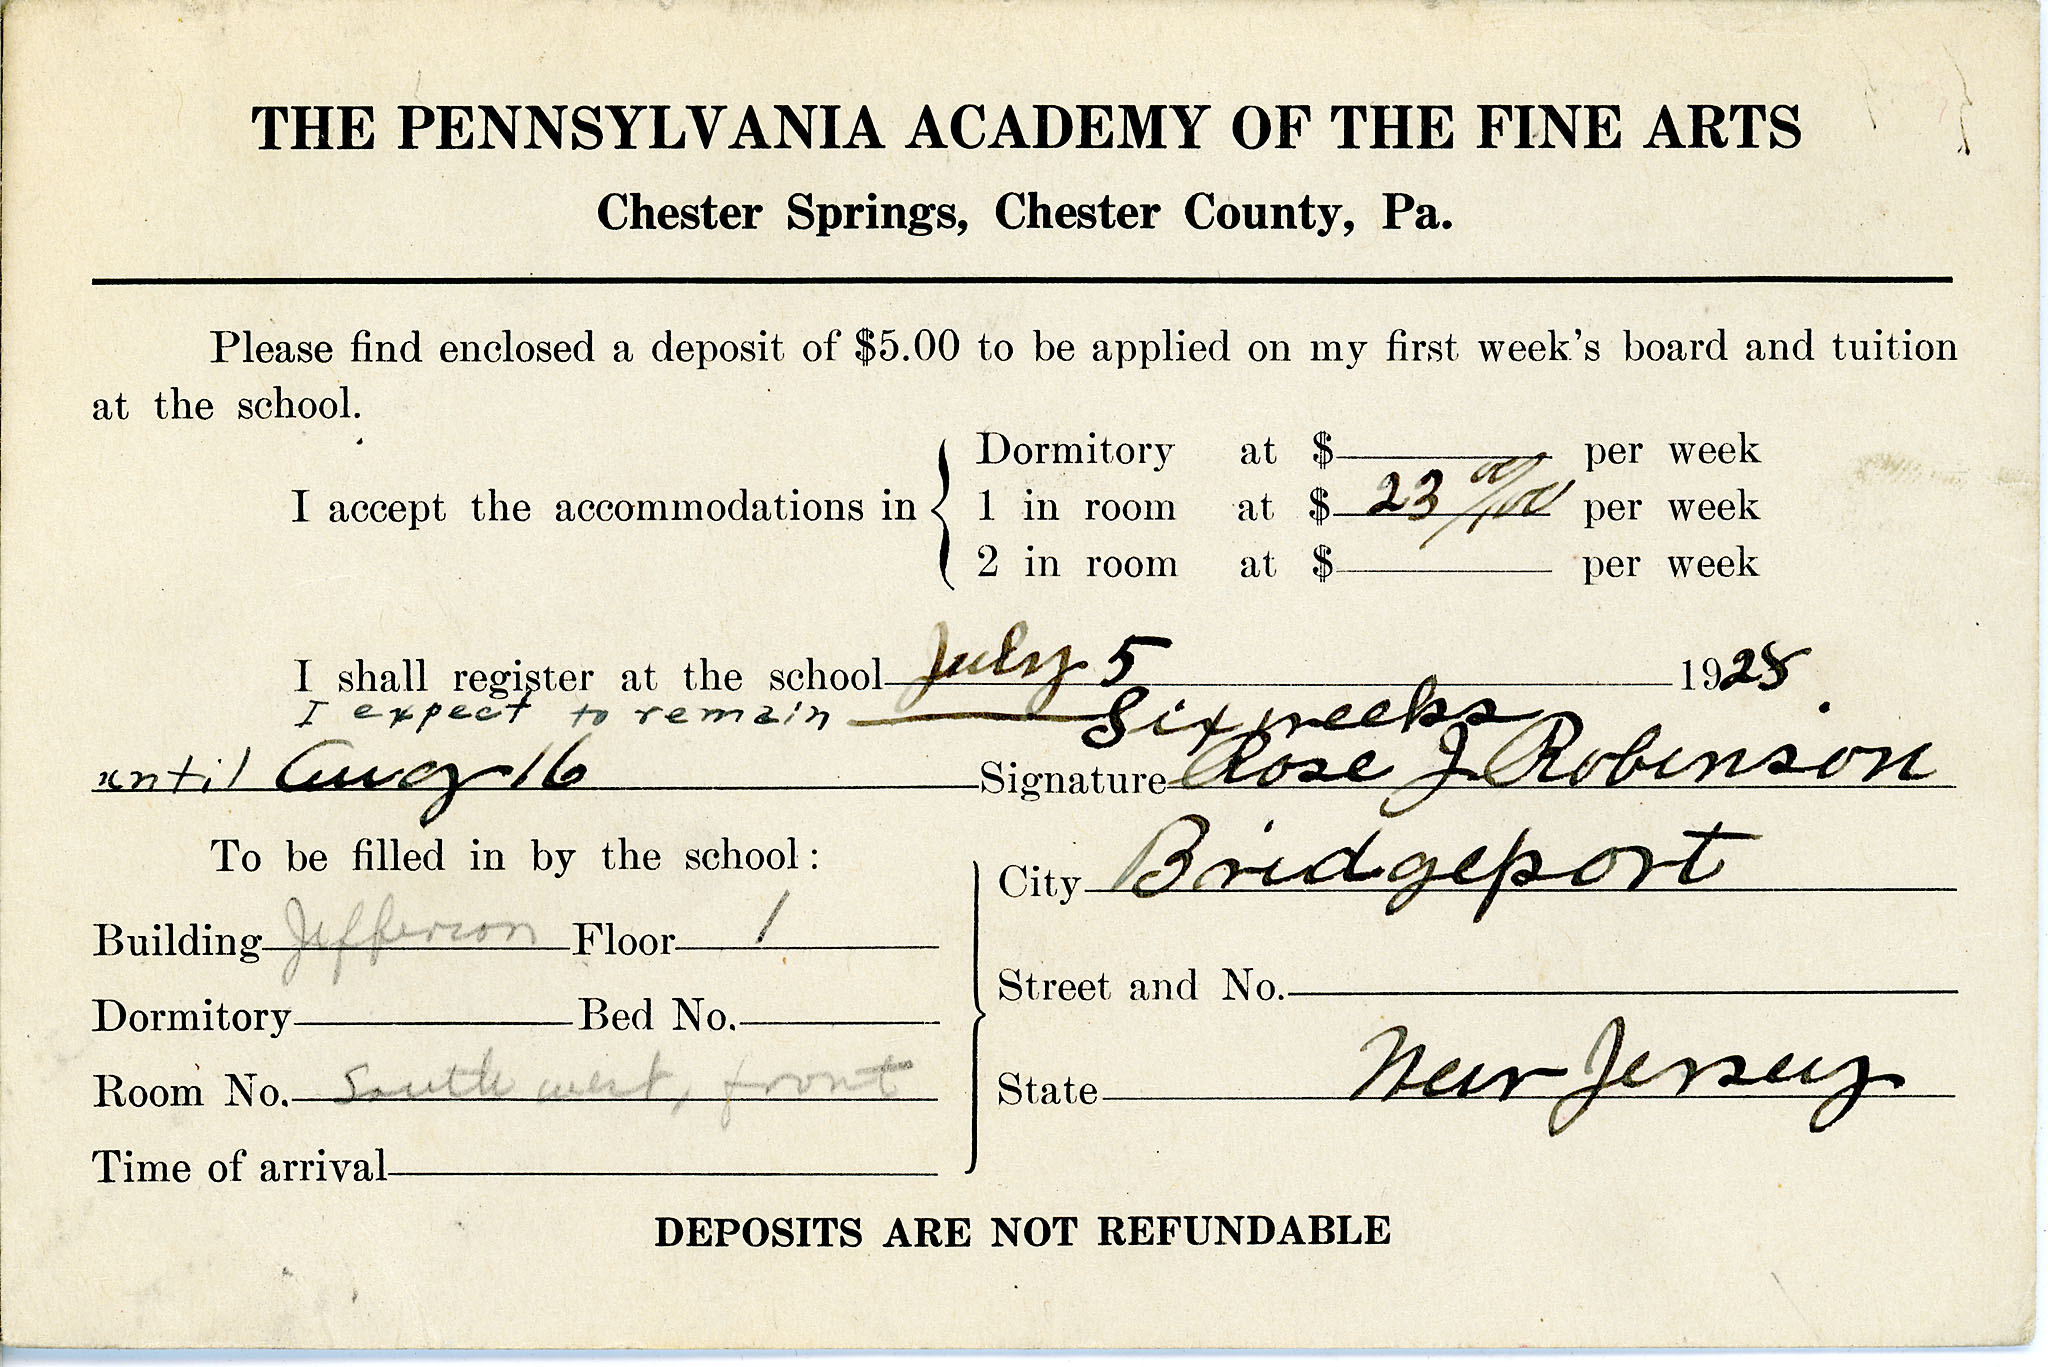 THE PENNSYLVANIA ACADEMY OF THE FINE ARTS
Chester Springs, Chester County, Pa.
Please find enclosed a deposit of $5.00 to be applied on my first week's board and tuition
at the school.
Dormitory at $ per week
I accept the accommodations in 1 in room at $ 23 00/100 per week
2 in room at $ per week
I shall register at the school July 5 1928
I expect to remain Six weeks
until Aug 16 Signature Rose J Robinson
To be filled in by the school:
City Bridgeport
Building Jefferson Floor 1
Street and No.
Dormitory Bed No.
Room No. South west, front
State New Jersey
Time of arrival
DEPOSITS ARE NOT REFUNDABLE